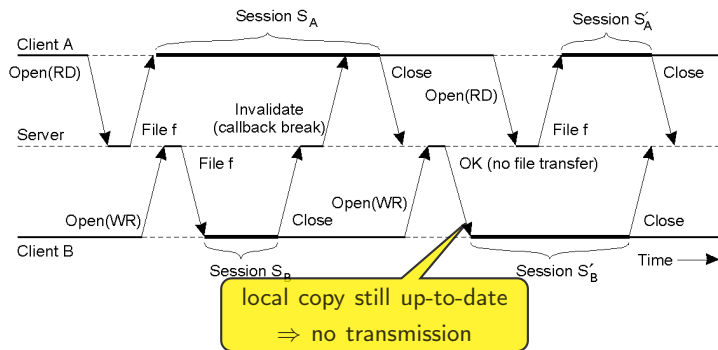 Session S_A
Session S'_A
Client A
Open(RD)
Close
Close
Open(RD)
Invalidate
(callback break)
Server
File f
File f
File f
OK (no file transfer)
Open(WR)
Close
Open(WR)
Close
Client B
Session S_B
Session S'_B
Time
local copy still up-to-date
⇒ no transmission